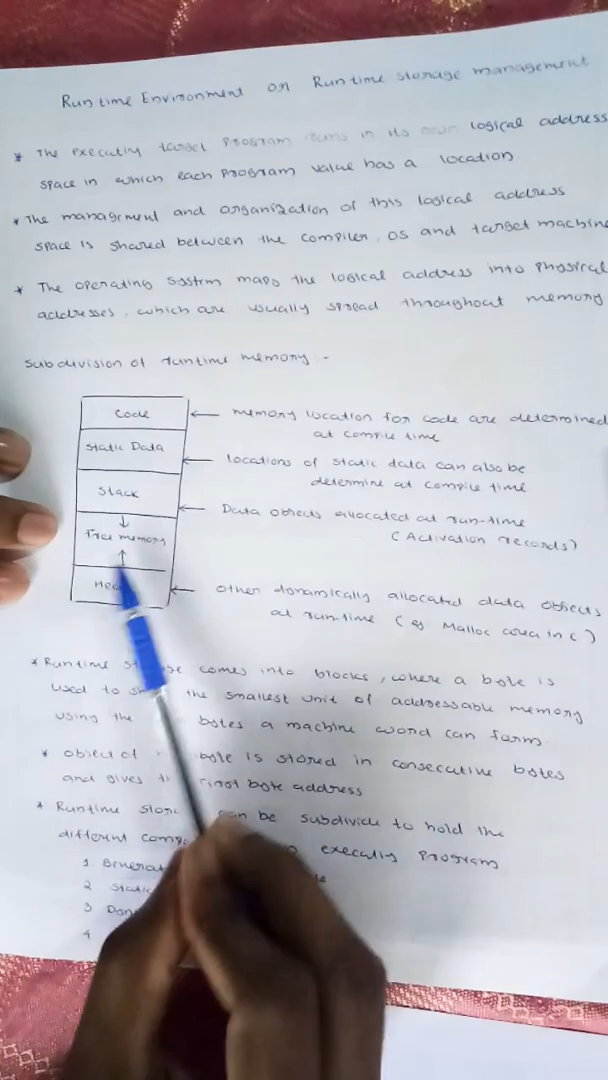 Runtime Environment or Runtime storage management
* The executing target program runs in its own logical address
space in which each program value has a location
* The management and organization of this logical address
space is shared between the compiler, OS and target machine
* The operating systrm maps the logical address into Physical
addresses, which are usually spread throughout memory
Subdivision of runtime memory -
Code
← memory location for code are determined
at compile time
Static Data
← locations of static data can also be
determine at compile time
Stack
← Data objects allocated at run-time
(Activation records)
↓
Free memory
↑
← other dynamically allocated data objects
at run-time (eg Malloc area in c)
* Runtime comes into blocks, where a byte is
used to the smallest unit of addressable memory
using the bytes a machine word can form
* object of byte is stored in consecutive bytes
and gives first byte address
* Runtime can be subdivide to hold the
different executig program
1
2 Static
3
4